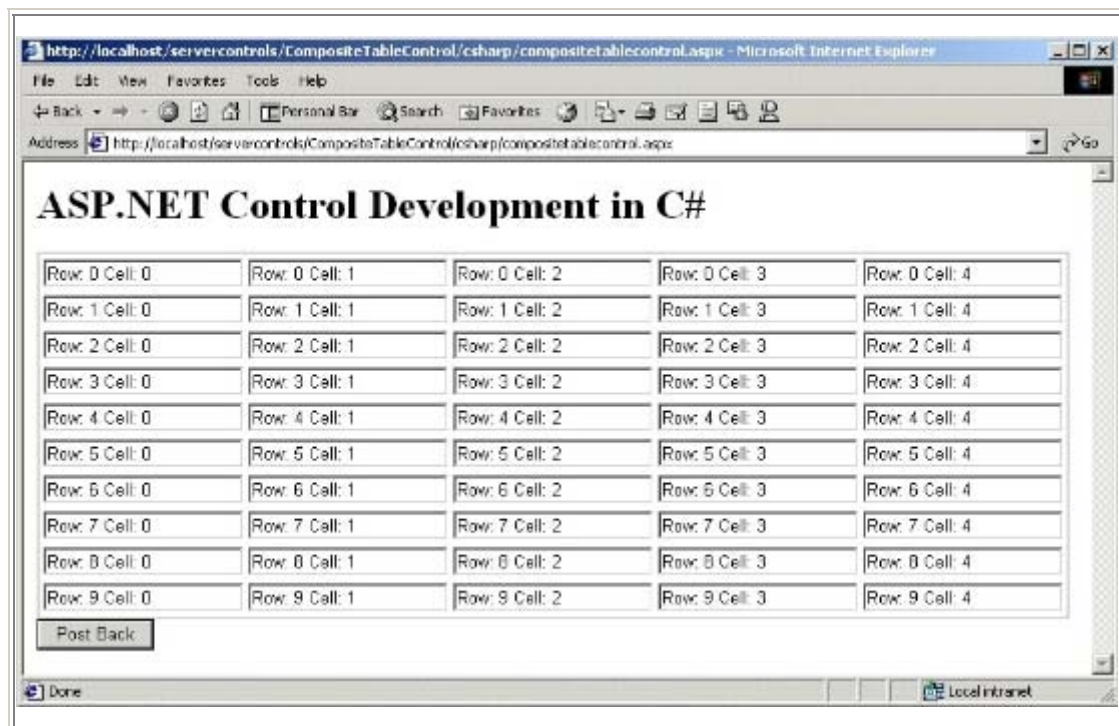 http://localhost/servercontrols/CompositeTableControl/csharp/compositetablecontrol.aspx - Microsoft Internet Explorer
File Edit View Favorites Tools Help
Back Personal Bar Search Favorites
Address http://localhost/servercontrols/CompositeTableControl/csharp/compositetablecontrol.aspx Go
ASP.NET Control Development in C#
Row: 0 Cell: 0 Row: 0 Cell: 1 Row: 0 Cell: 2 Row: 0 Cell: 3 Row: 0 Cell: 4
Row: 1 Cell: 0 Row: 1 Cell: 1 Row: 1 Cell: 2 Row: 1 Cell: 3 Row: 1 Cell: 4
Row: 2 Cell: 0 Row: 2 Cell: 1 Row: 2 Cell: 2 Row: 2 Cell: 3 Row: 2 Cell: 4
Row: 3 Cell: 0 Row: 3 Cell: 1 Row: 3 Cell: 2 Row: 3 Cell: 3 Row: 3 Cell: 4
Row: 4 Cell: 0 Row: 4 Cell: 1 Row: 4 Cell: 2 Row: 4 Cell: 3 Row: 4 Cell: 4
Row: 5 Cell: 0 Row: 5 Cell: 1 Row: 5 Cell: 2 Row: 5 Cell: 3 Row: 5 Cell: 4
Row: 6 Cell: 0 Row: 6 Cell: 1 Row: 6 Cell: 2 Row: 6 Cell: 3 Row: 6 Cell: 4
Row: 7 Cell: 0 Row: 7 Cell: 1 Row: 7 Cell: 2 Row: 7 Cell: 3 Row: 7 Cell: 4
Row: 8 Cell: 0 Row: 8 Cell: 1 Row: 8 Cell: 2 Row: 8 Cell: 3 Row: 8 Cell: 4
Row: 9 Cell: 0 Row: 9 Cell: 1 Row: 9 Cell: 2 Row: 9 Cell: 3 Row: 9 Cell: 4
Post Back
Done Local intranet